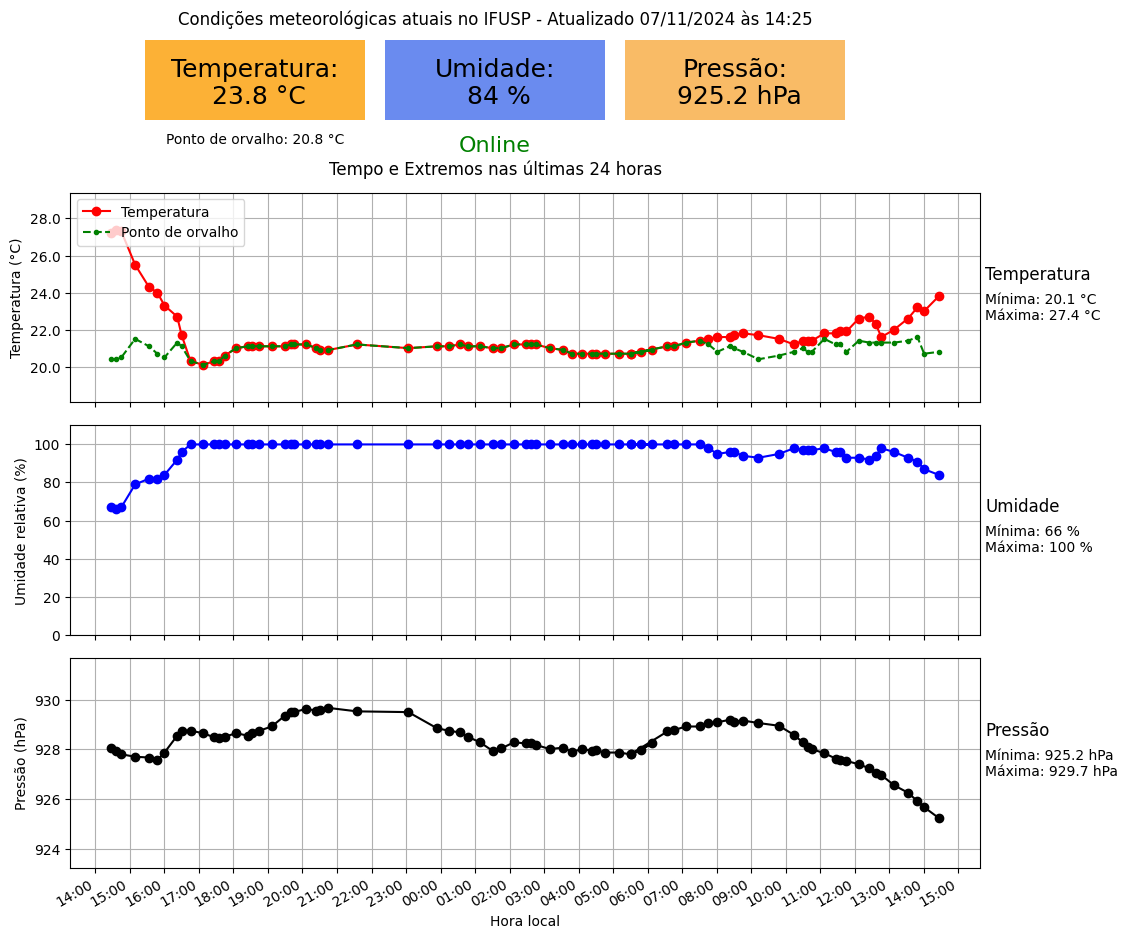 Condições meteorológicas atuais no IFUSP - Atualizado 07/11/2024 às 14:25
Temperatura:
23.8 °C
Umidade:
84 %
Pressão:
925.2 hPa
Ponto de orvalho: 20.8 °C
Online
Tempo e Extremos nas últimas 24 horas
Temperatura (°C)
28.0
26.0
24.0
22.0
20.0
Temperatura
Ponto de orvalho
Temperatura
Mínima: 20.1 °C
Máxima: 27.4 °C
Umidade relativa (%)
100
80
60
40
20
0
Umidade
Mínima: 66 %
Máxima: 100 %
Pressão (hPa)
930
928
926
924
Pressão
Mínima: 925.2 hPa
Máxima: 929.7 hPa
14:00 15:00 16:00 17:00 18:00 19:00 20:00 21:00 22:00 23:00 00:00 01:00 02:00 03:00 04:00 05:00 06:00 07:00 08:00 09:00 10:00 11:00 12:00 13:00 14:00 15:00
Hora local